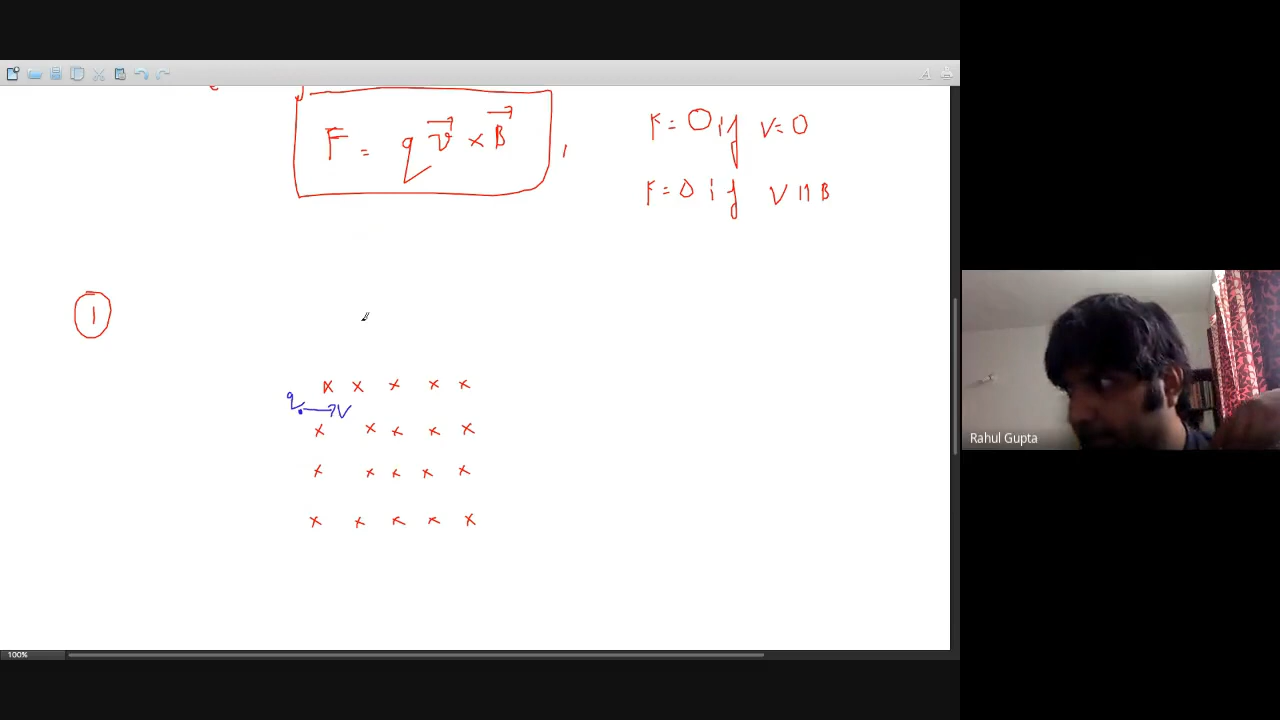 F = q v⃗ × B⃗ ,
F = 0 if v = 0
F = 0 if v || B
1
× × × × ×
q → v
× × × × ×
× × × × ×
× × × × ×
Rahul Gupta
100%